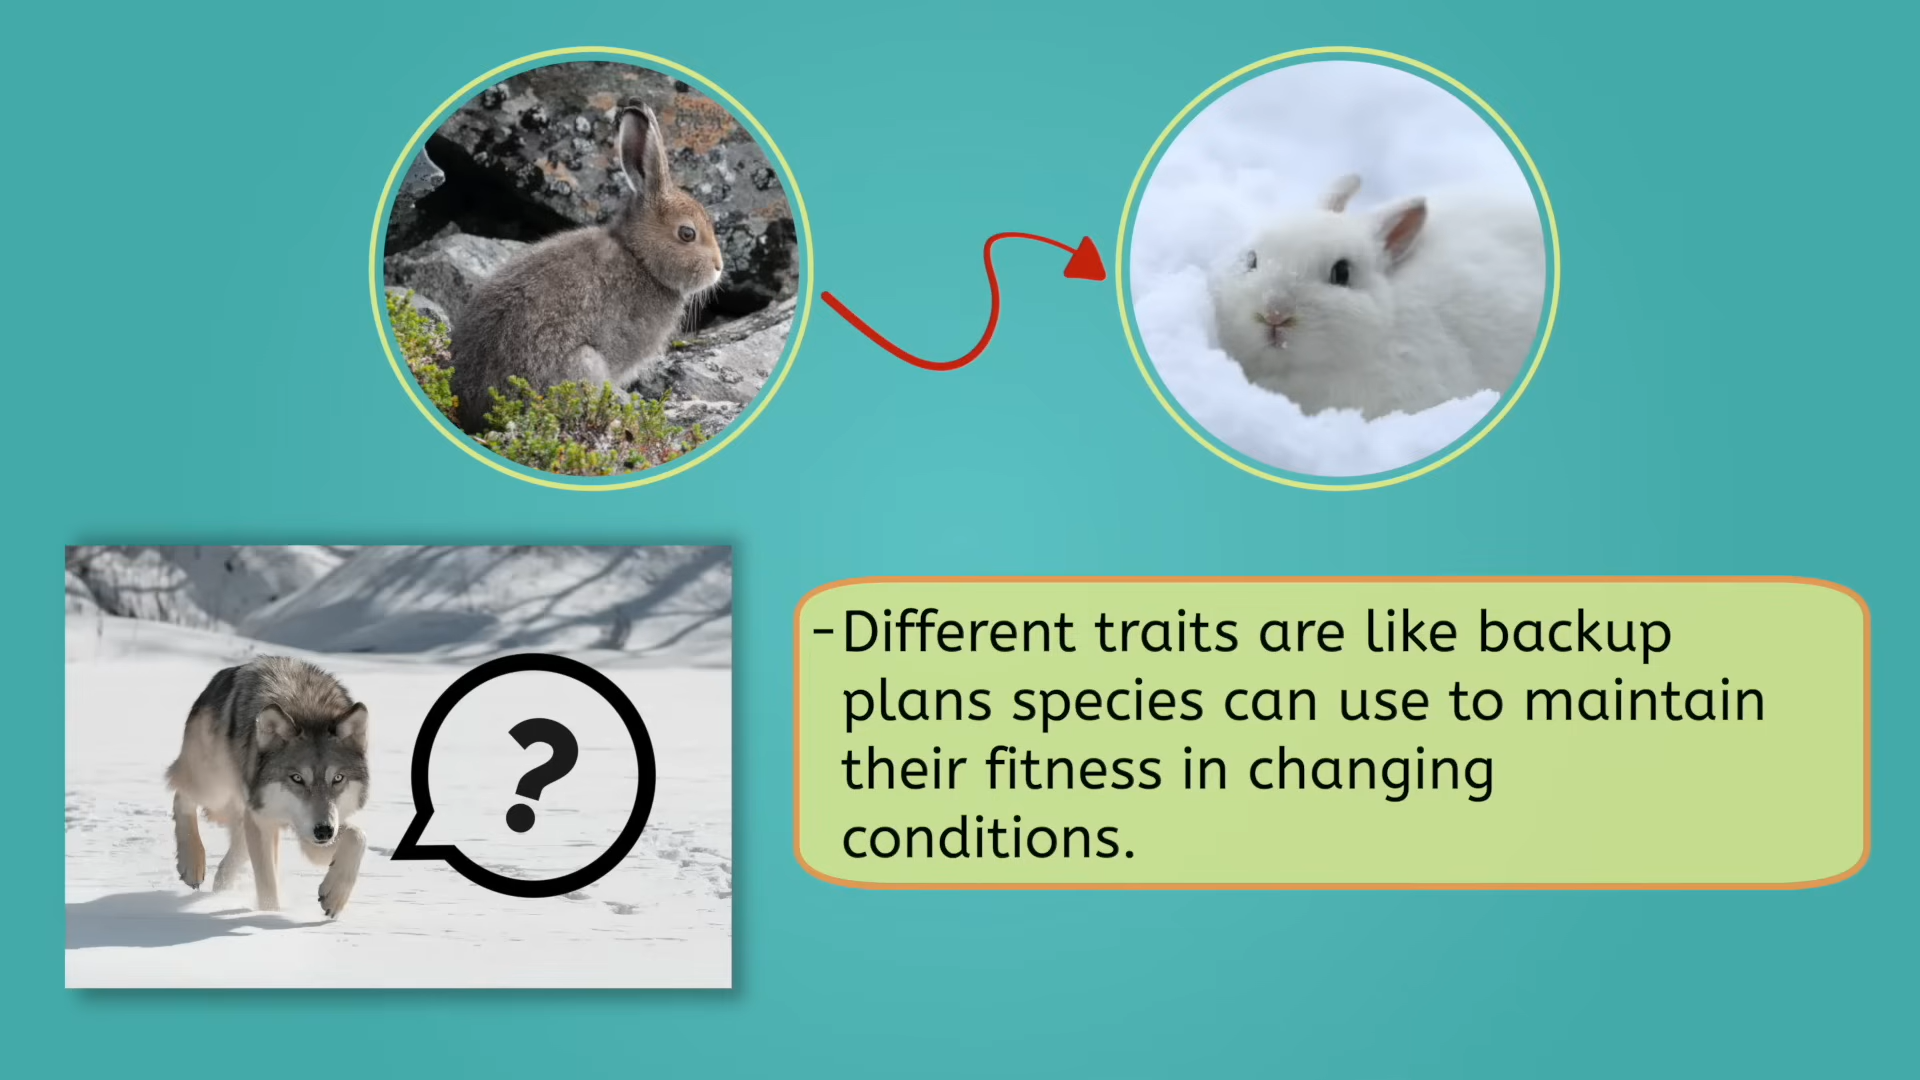 ?
-Different traits are like backup
plans species can use to maintain
their fitness in changing
conditions.